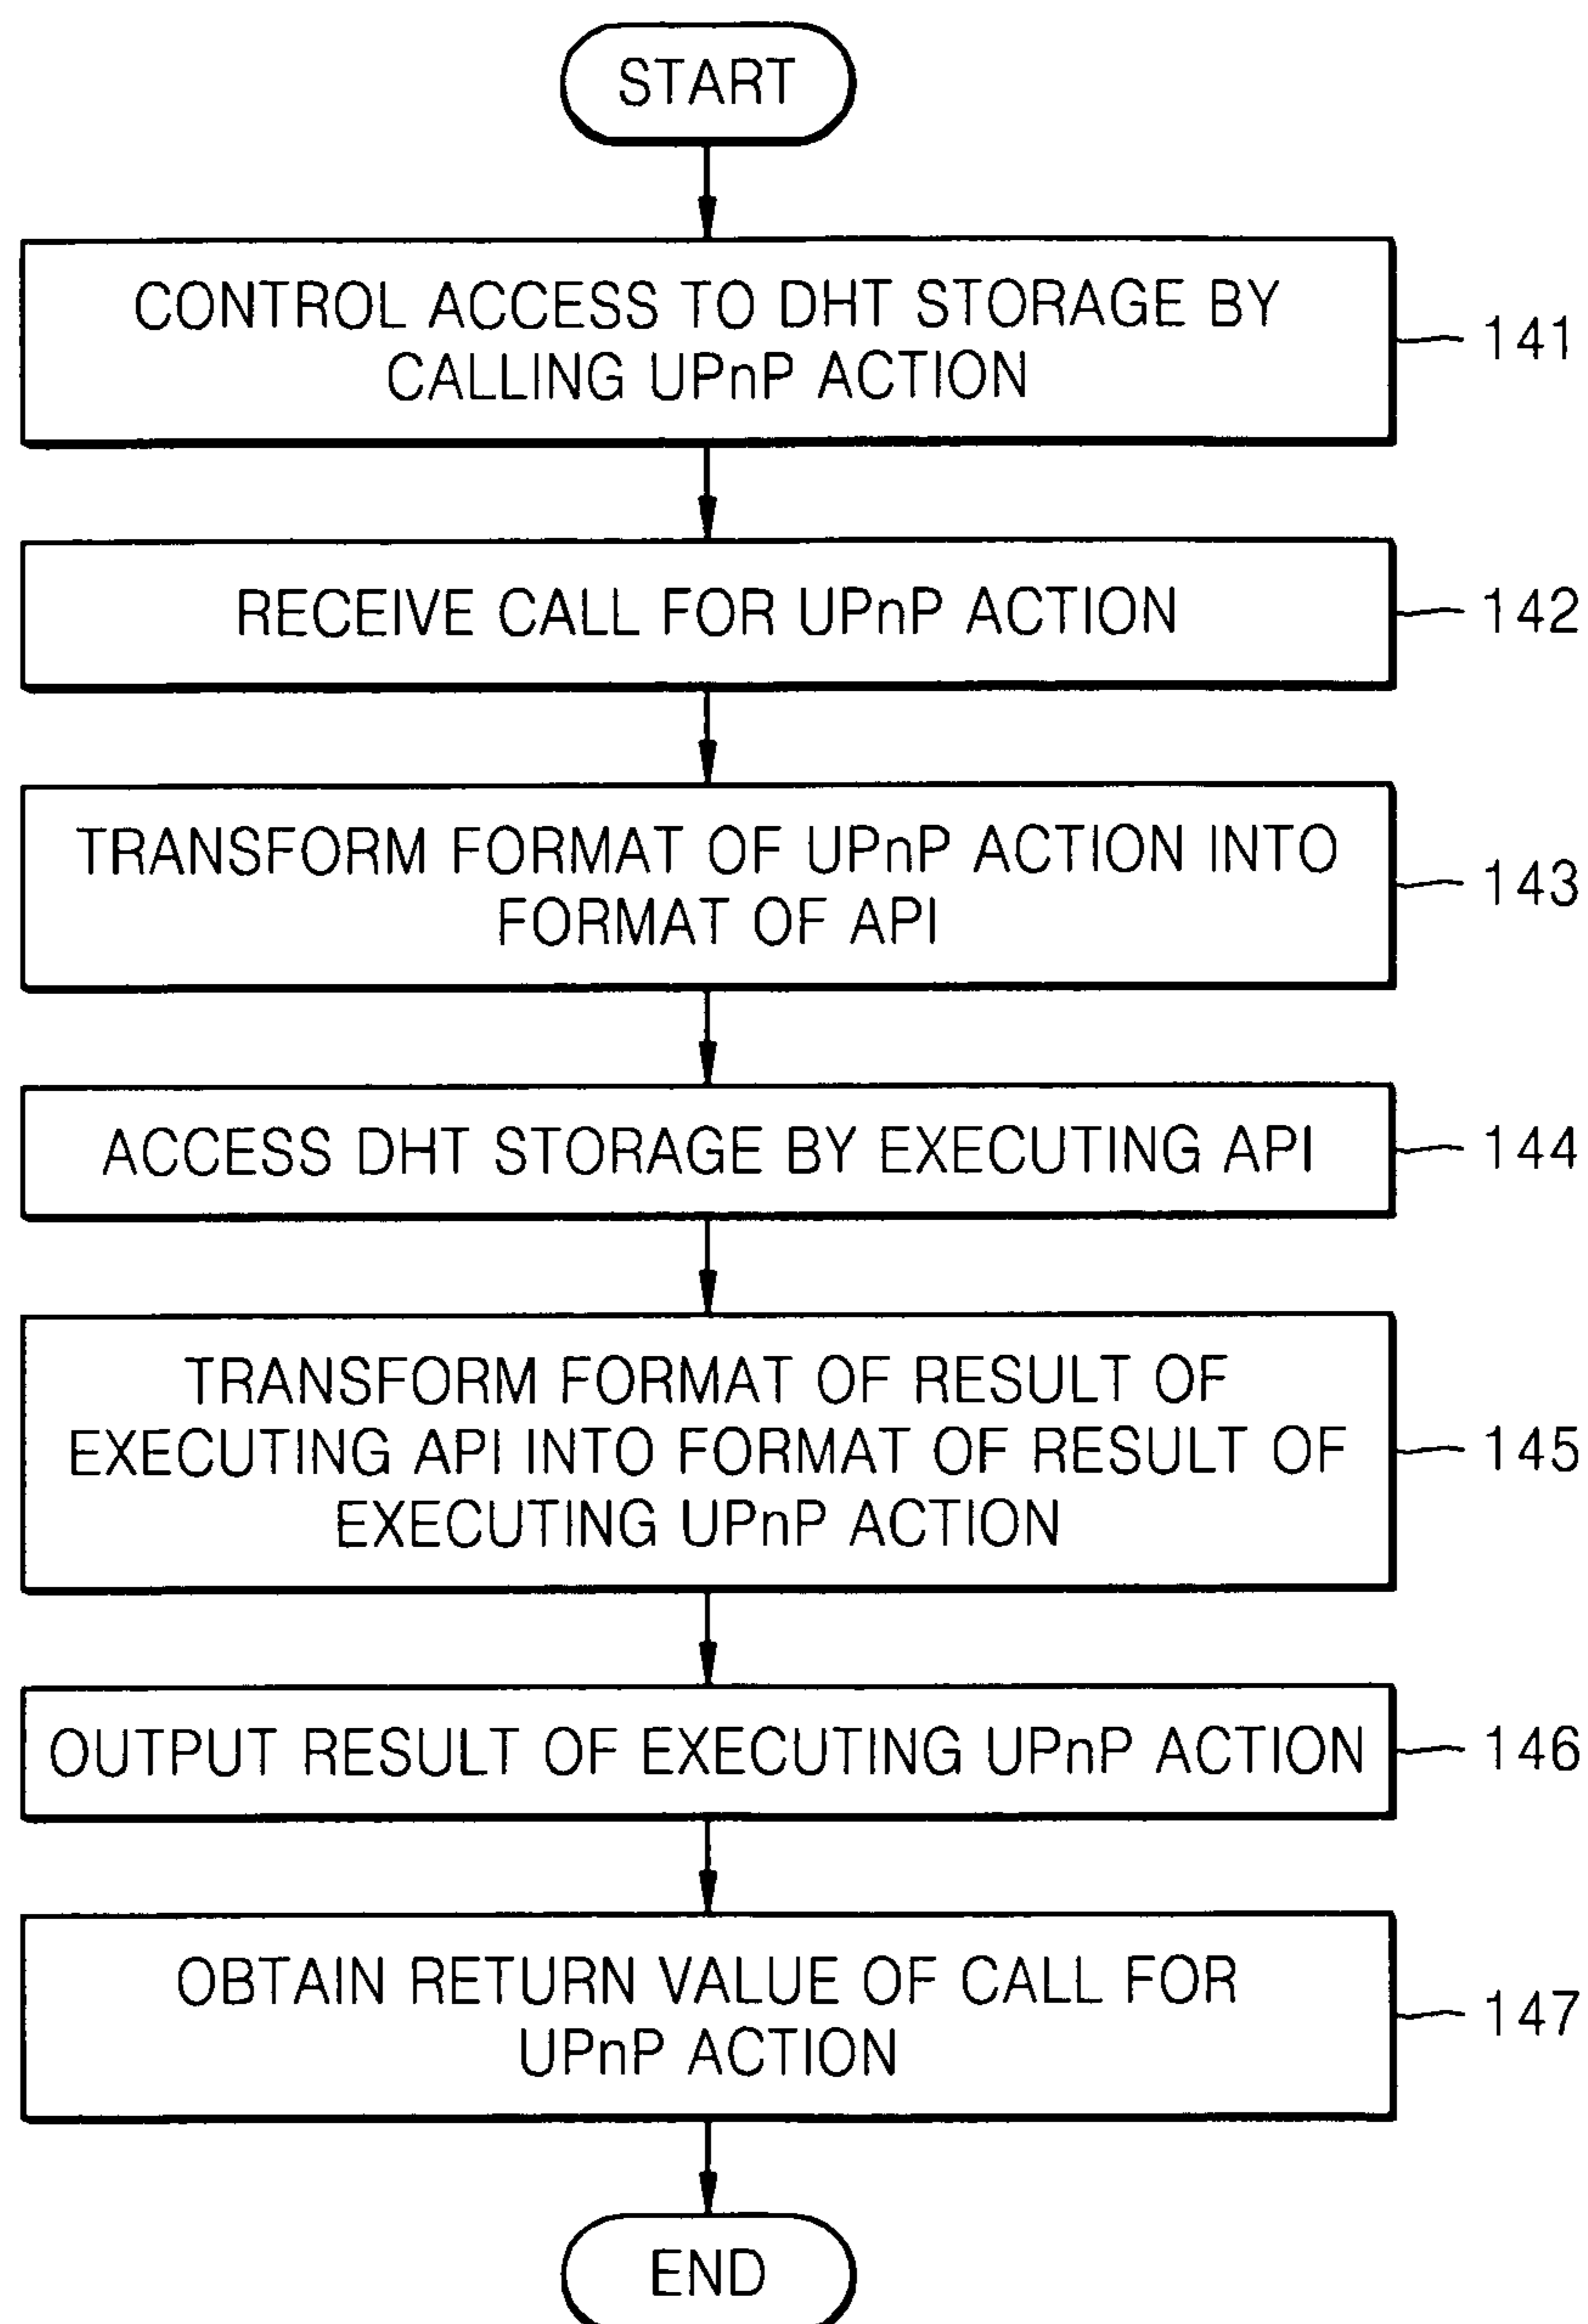 START
CONTROL ACCESS TO DHT STORAGE BY
CALLING UPnP ACTION
141
RECEIVE CALL FOR UPnP ACTION
142
TRANSFORM FORMAT OF UPnP ACTION INTO
FORMAT OF API
143
ACCESS DHT STORAGE BY EXECUTING API
144
TRANSFORM FORMAT OF RESULT OF
EXECUTING API INTO FORMAT OF RESULT OF
EXECUTING UPnP ACTION
145
OUTPUT RESULT OF EXECUTING UPnP ACTION
146
OBTAIN RETURN VALUE OF CALL FOR
UPnP ACTION
147
END